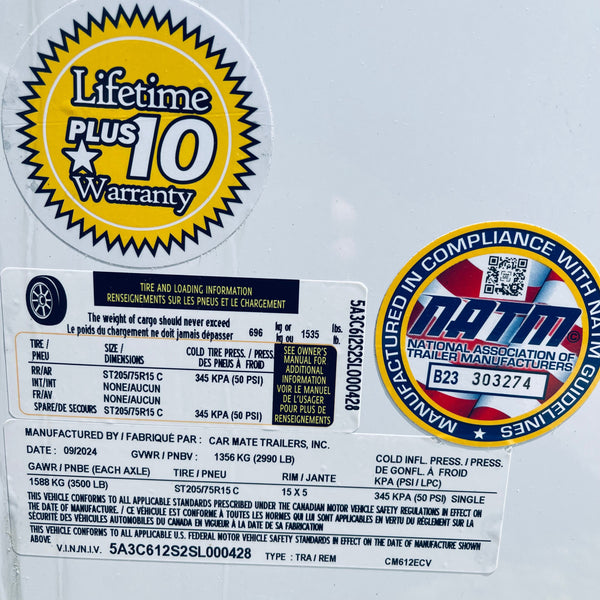 Lifetime
PLUS 10
Warranty
TIRE AND LOADING INFORMATION
RENSEIGNEMENTS SUR LES PNEUS ET LE CHARGEMENT
The weight of cargo should never exceed
Le poids du chargement ne doit jamais dépasser 696 kg or kg ou 1535 lbs. lb.
TIRE / PNEU SIZE / DIMENSIONS COLD TIRE PRESS. / PRESS. DES PNEUS À FROID
RR/AR ST205/75R15 C 345 KPA (50 PSI)
INT/INT NONE/AUCUN
FR/AV NONE/AUCUN
SPARE/DE SECOURS ST205/75R15 C 345 KPA (50 PSI)
SEE OWNER'S
MANUAL FOR
ADDITIONAL
INFORMATION
VOIR LE MANUEL
DE L'USAGER
POUR PLUS DE
RENSEIGNEMENTS
5A3C612S2SL000428
MANUFACTURED IN COMPLIANCE WITH NATM GUIDELINES
NATM
NATIONAL ASSOCIATION OF
TRAILER MANUFACTURERS
B23 303274
MANUFACTURED BY / FABRIQUÉ PAR : CAR MATE TRAILERS, INC.
DATE : 09/2024 GVWR / PNBV : 1356 KG (2990 LB)
GAWR / PNBE (EACH AXLE) TIRE / PNEU RIM / JANTE COLD INFL. PRESS. / PRESS. DE GONFL. À FROID KPA (PSI / LPC)
1588 KG (3500 LB) ST205/75R15 C 15 X 5 345 KPA (50 PSI) SINGLE
THIS VEHICLE CONFORMS TO ALL APPLICABLE STANDARDS PRESCRIBED UNDER THE CANADIAN MOTOR VEHICLE SAFETY REGULATIONS IN EFFECT ON
THE DATE OF MANUFACTURE. / CE VÉHICULE EST CONFORME À TOUTES LES NORMES QUI LUI SONT APPLICABLES EN VERTU DU RÈGLEMENT SUR LA
SÉCURITÉ DES VÉHICULES AUTOMOBILES DU CANADA EN VIGUEUR À LA DATE DE SA FABRICATION
THIS VEHICLE CONFORMS TO ALL APPLICABLE U.S. FEDERAL MOTOR VEHICLE SAFETY STANDARDS IN EFFECT ON THE DATE OF MANUFACTURE SHOWN
ABOVE.
V.I.N./N.I.V. 5A3C612S2SL000428 TYPE : TRA / REM CM612ECV